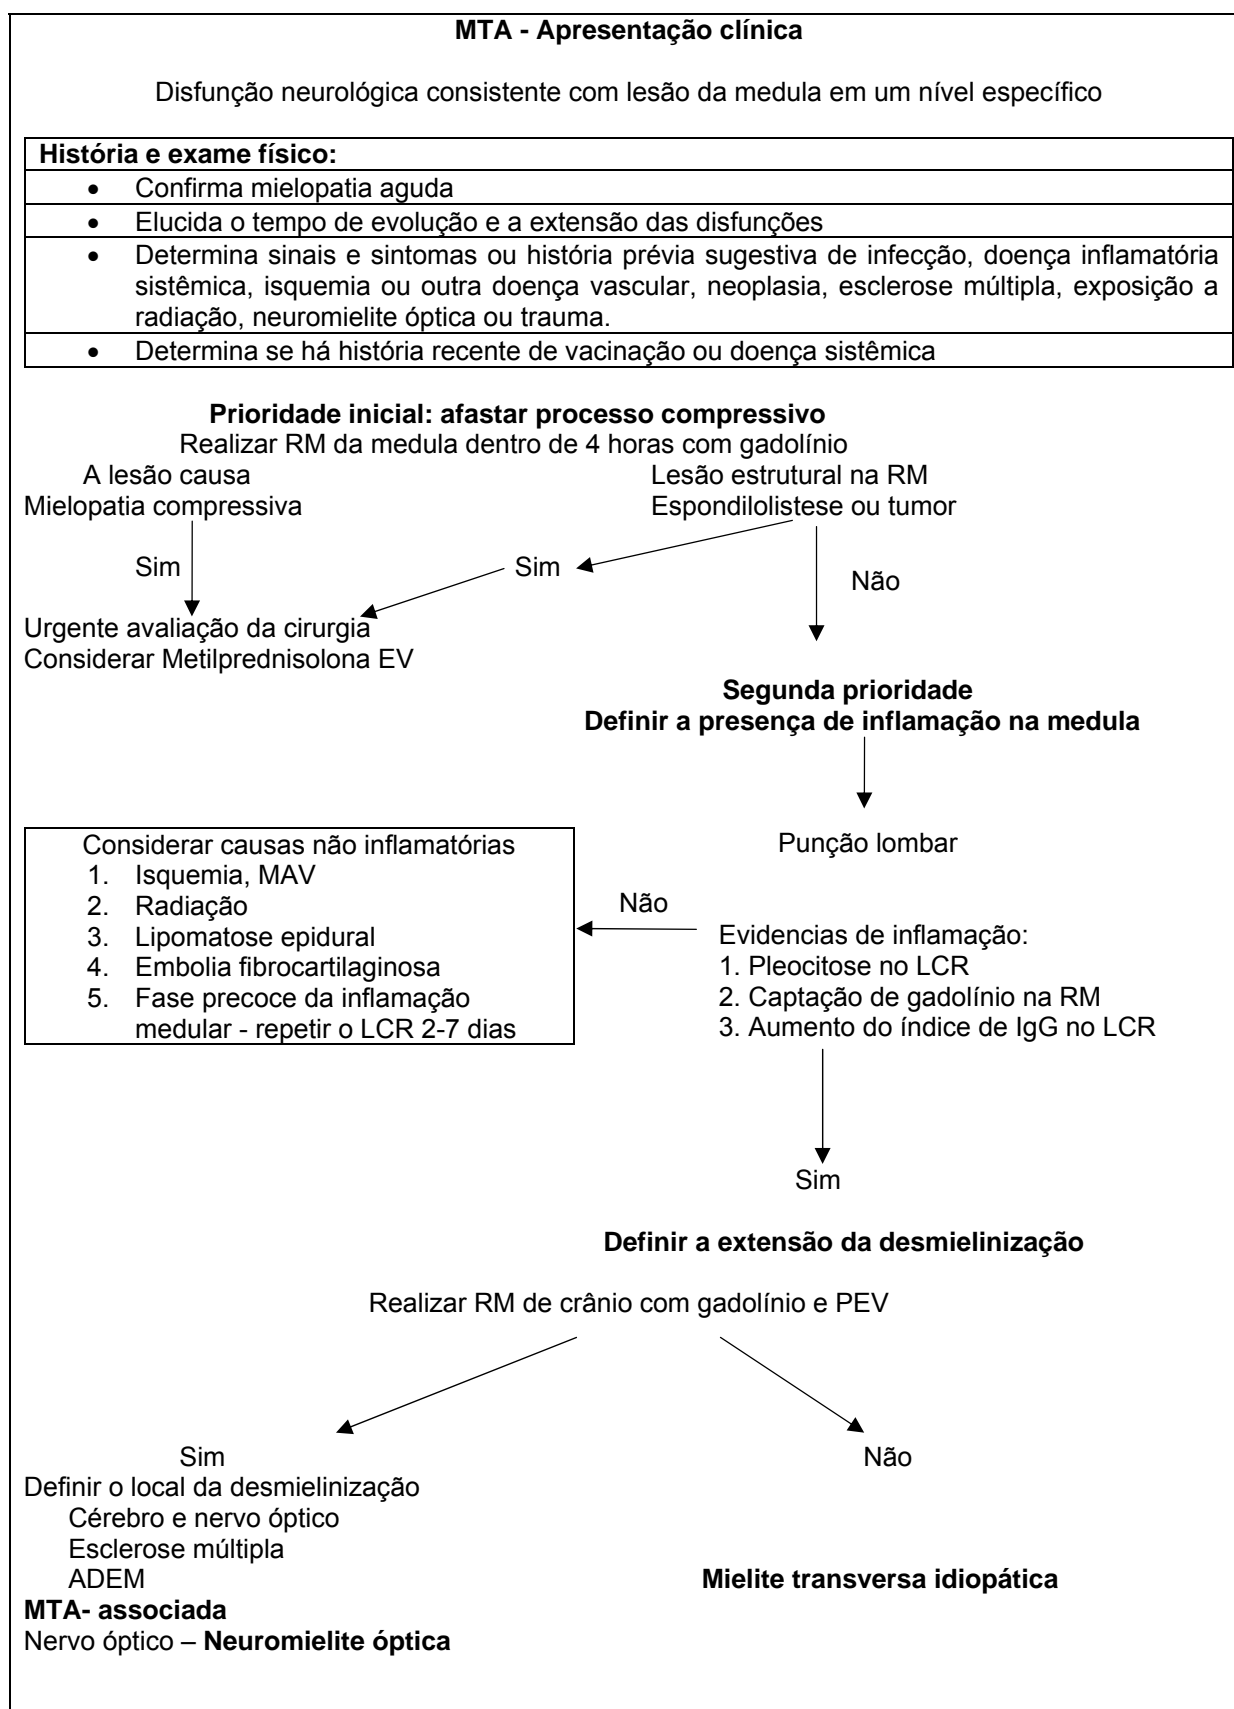 MTA - Apresentação clínica
Disfunção neurológica consistente com lesão da medula em um nível específico
História e exame físico:
• Confirma mielopatia aguda
• Elucida o tempo de evolução e a extensão das disfunções
• Determina sinais e sintomas ou história prévia sugestiva de infecção, doença inflamatória
sistêmica, isquemia ou outra doença vascular, neoplasia, esclerose múltipla, exposição a
radiação, neuromielite óptica ou trauma.
• Determina se há história recente de vacinação ou doença sistêmica
Prioridade inicial: afastar processo compressivo
Realizar RM da medula dentro de 4 horas com gadolínio
A lesão causa
Mielopatia compressiva
Lesão estrutural na RM
Espondilolistese ou tumor
Sim
Sim
Não
Urgente avaliação da cirurgia
Considerar Metilprednisolona EV
Segunda prioridade
Definir a presença de inflamação na medula
Punção lombar
Considerar causas não inflamatórias
1. Isquemia, MAV
2. Radiação
3. Lipomatose epidural
4. Embolia fibrocartilaginosa
5. Fase precoce da inflamação
medular - repetir o LCR 2-7 dias
Não
Evidencias de inflamação:
1. Pleocitose no LCR
2. Captação de gadolínio na RM
3. Aumento do índice de IgG no LCR
Sim
Definir a extensão da desmielinização
Realizar RM de crânio com gadolínio e PEV
Sim
Não
Definir o local da desmielinização
Cérebro e nervo óptico
Esclerose múltipla
ADEM
Mielite transversa idiopática
MTA- associada
Nervo óptico – Neuromielite óptica